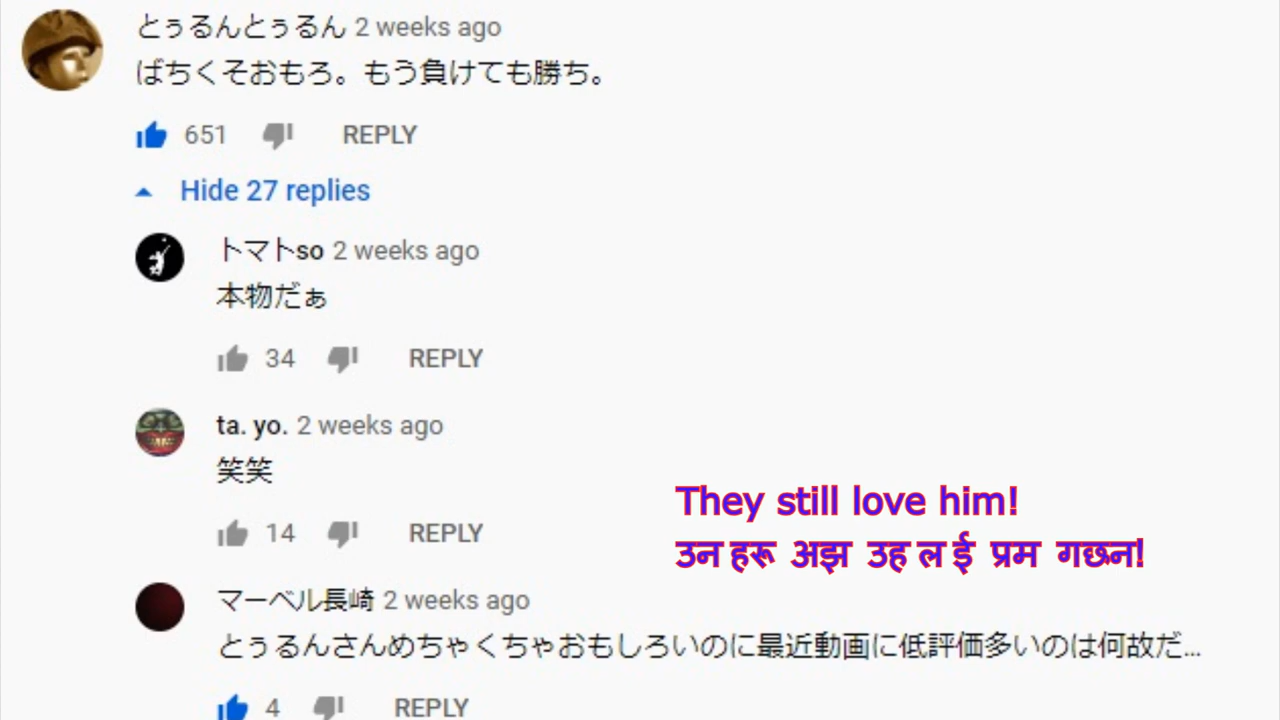 とぅるんとぅるん 2 weeks ago
ばちくそおもろ。もう負けても勝ち。
651 REPLY
Hide 27 replies
トマトso 2 weeks ago
本物だぁ
34 REPLY
ta. yo. 2 weeks ago
笑笑
14 REPLY
They still love him!
उन हरू अझ उह ल ई प्रम गछन!
マーベル長崎 2 weeks ago
とぅるんさんめちゃくちゃおもしろいのに最近動画に低評価多いのは何故だ...
4 REPLY